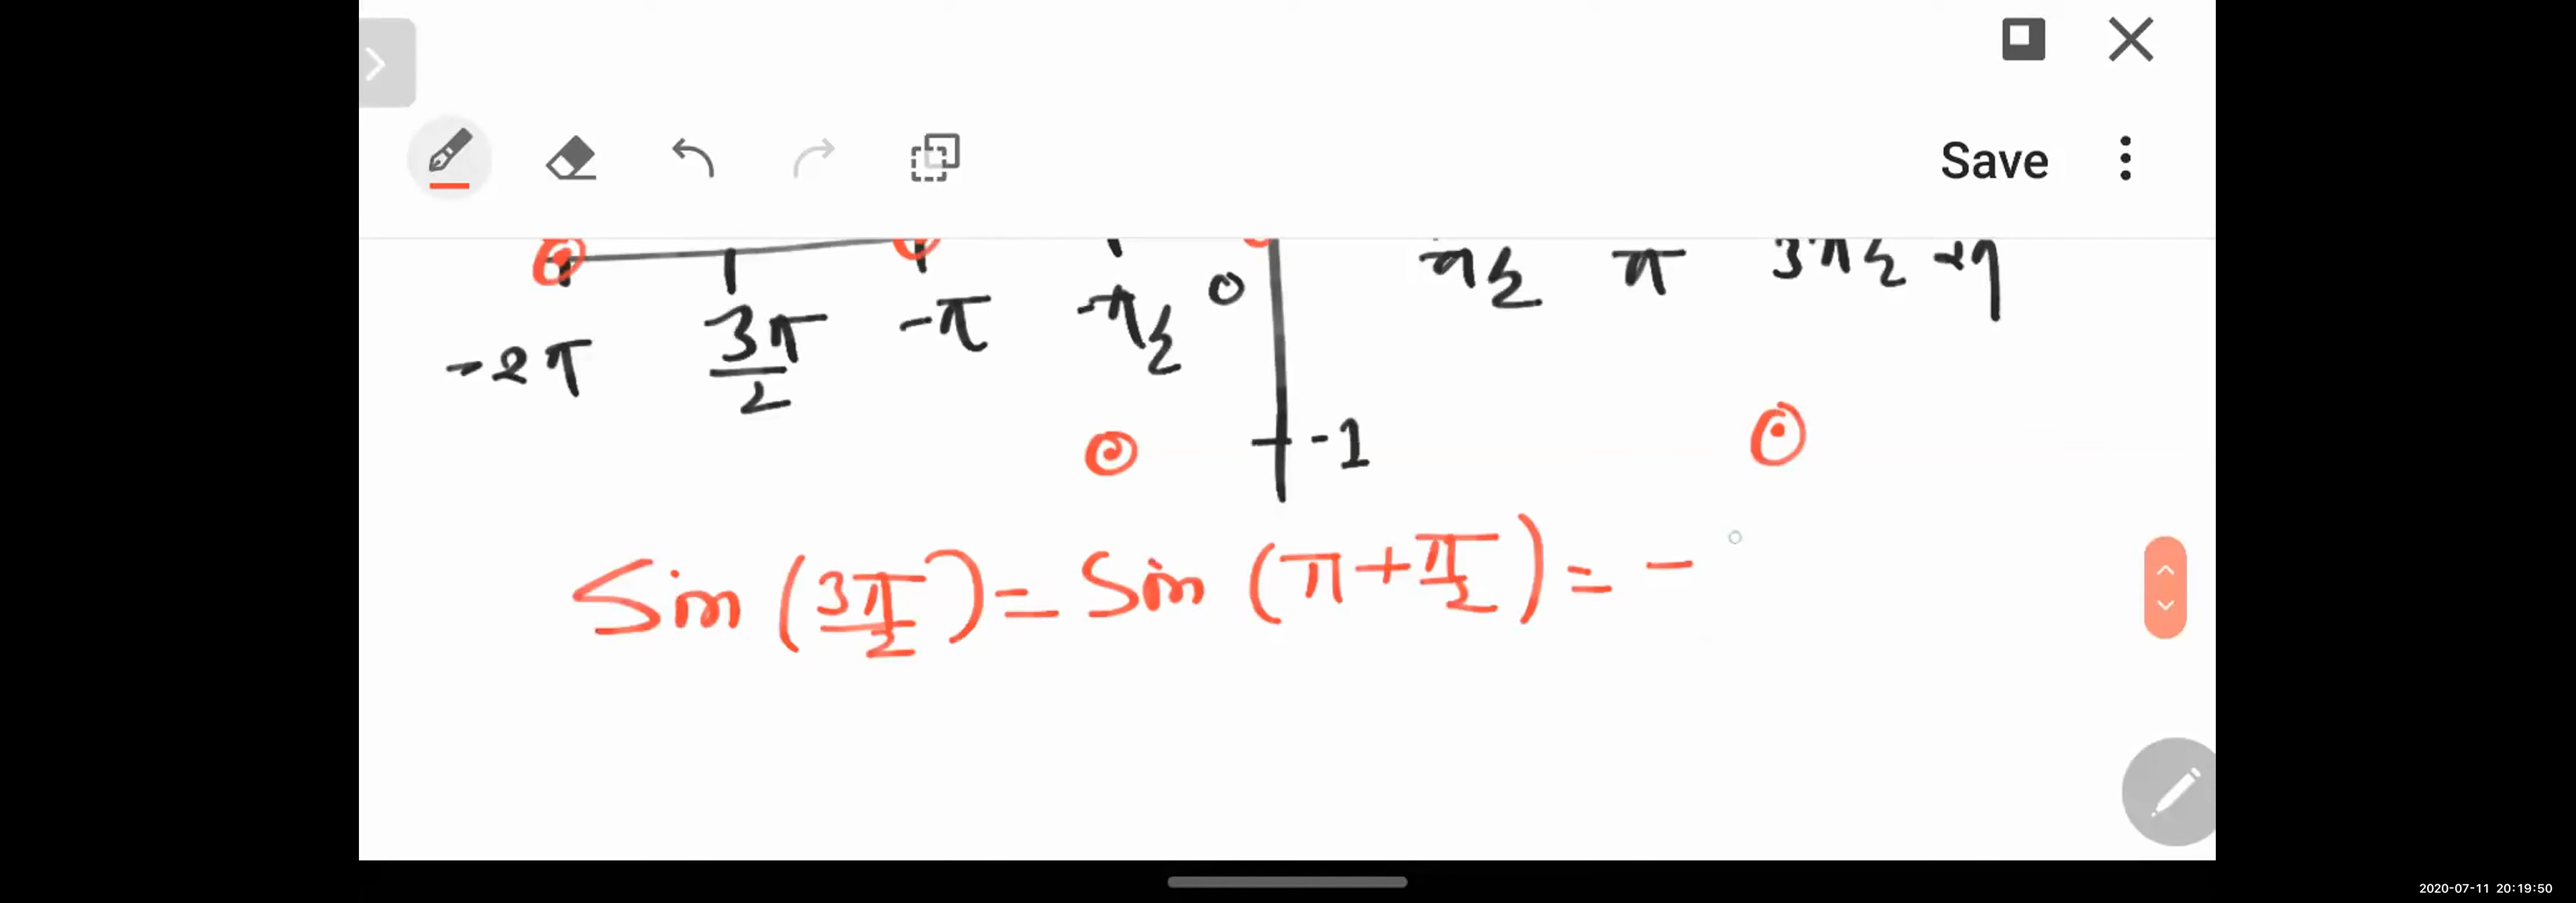 Save
π/2 π 3π/2 2π
-2π 3π/2 -π -π/2 0
-1
Sin (3π/2) = Sin (π + π/2) = -
2020-07-11 20:19:50